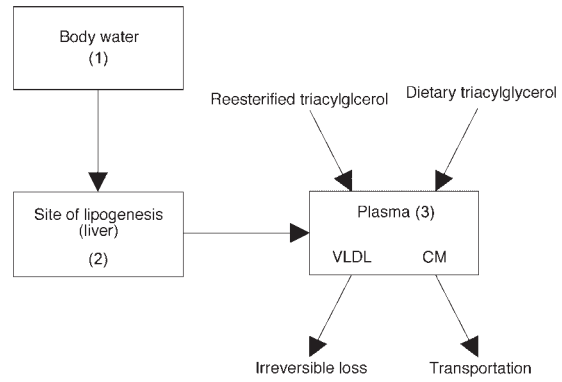 Body water
(1)
Reesterified triacylglcerol
Dietary triacylglycerol
Site of lipogenesis
(liver)
(2)
Plasma (3)
VLDL CM
Irreversible loss
Transportation